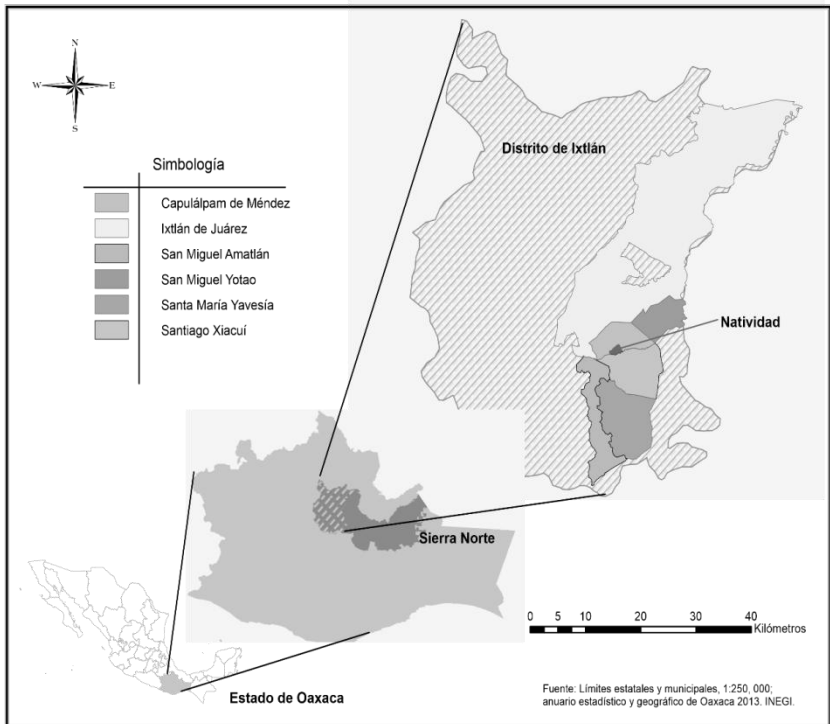 N
W E
S
Simbología
Capulálpam de Méndez
Ixtlán de Juárez
San Miguel Amatlán
San Miguel Yotao
Santa María Yavesía
Santiago Xiacuí
Distrito de Ixtlán
Natividad
Sierra Norte
Estado de Oaxaca
0 5 10 20 30 40
Kilómetros
Fuente: Límites estatales y municipales, 1:250, 000;
anuario estadístico y geográfico de Oaxaca 2013. INEGI.